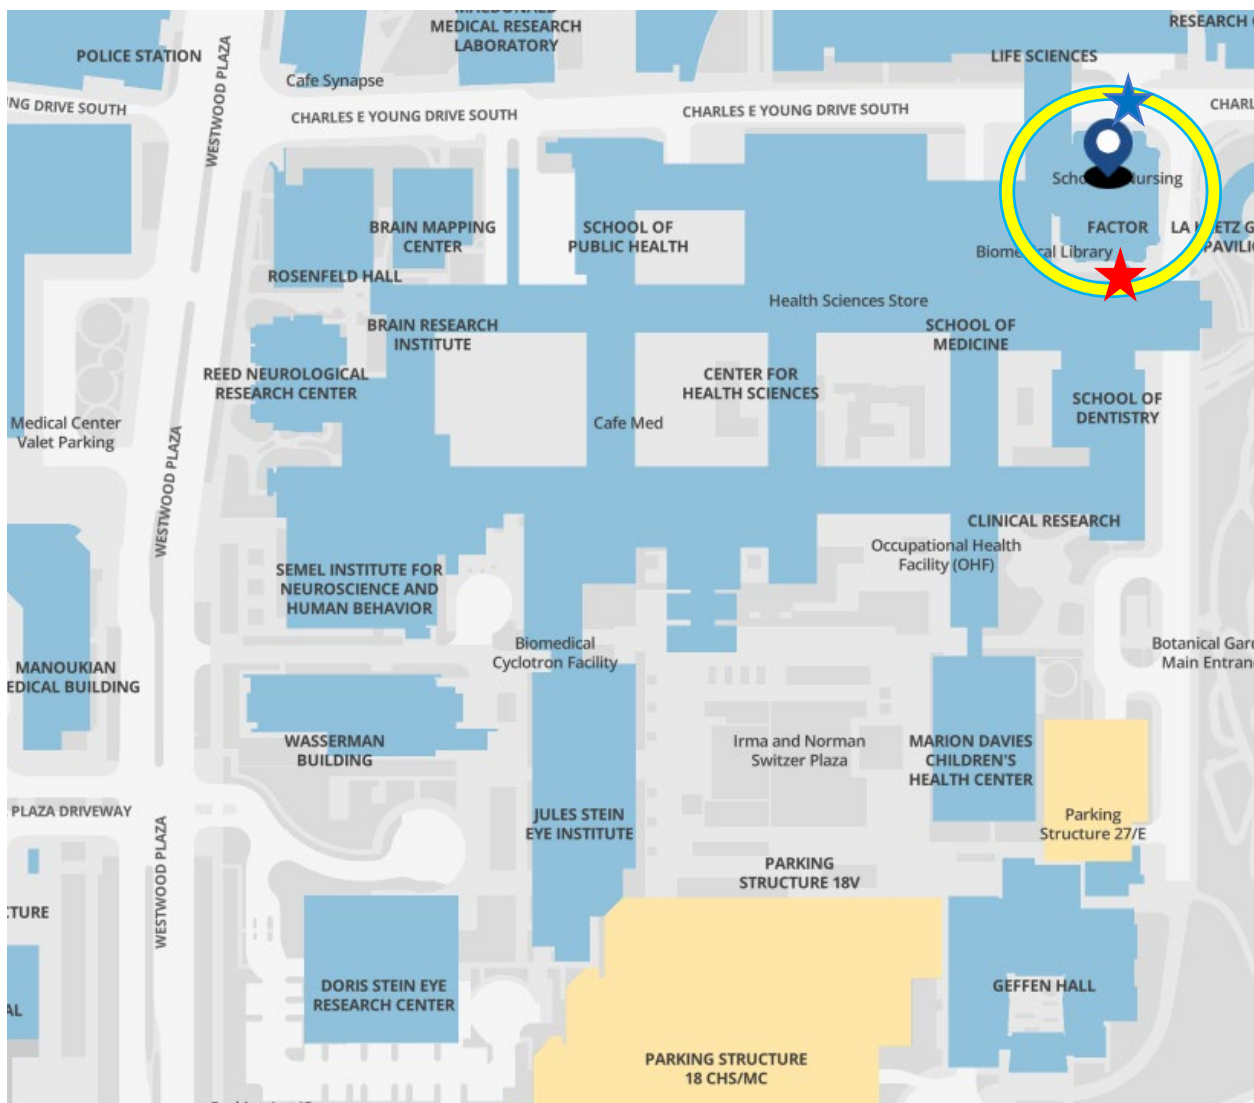 MEDICAL RESEARCH
LABORATORY
RESEARCH
POLICE STATION
LIFE SCIENCES
Cafe Synapse
DRIVE SOUTH
WESTWOOD PLAZA
CHARLES E YOUNG DRIVE SOUTH
CHARLES E YOUNG DRIVE SOUTH
Nursing
BRAIN MAPPING
CENTER
SCHOOL OF
PUBLIC HEALTH
FACTOR
Biomedical Library
ROSENFELD HALL
Health Sciences Store
BRAIN RESEARCH
INSTITUTE
SCHOOL OF
MEDICINE
REED NEUROLOGICAL
RESEARCH CENTER
CENTER FOR
HEALTH SCIENCES
SCHOOL OF
DENTISTRY
Medical Center
Valet Parking
Cafe Med
WESTWOOD PLAZA
CLINICAL RESEARCH
Occupational Health
Facility (OHF)
SEMEL INSTITUTE FOR
NEUROSCIENCE AND
HUMAN BEHAVIOR
Biomedical
Cyclotron Facility
Botanical
Main
MANOUKIAN
EDICAL BUILDING
WASSERMAN
BUILDING
Irma and Norman
Switzer Plaza
MARION DAVIES
CHILDREN'S
HEALTH CENTER
PLAZA DRIVEWAY
WESTWOOD PLAZA
JULES STEIN
EYE INSTITUTE
Parking
Structure 27/E
PARKING
STRUCTURE 18V
CTURE
DORIS STEIN EYE
RESEARCH CENTER
GEFFEN HALL
AL
PARKING STRUCTURE
18 CHS/MC